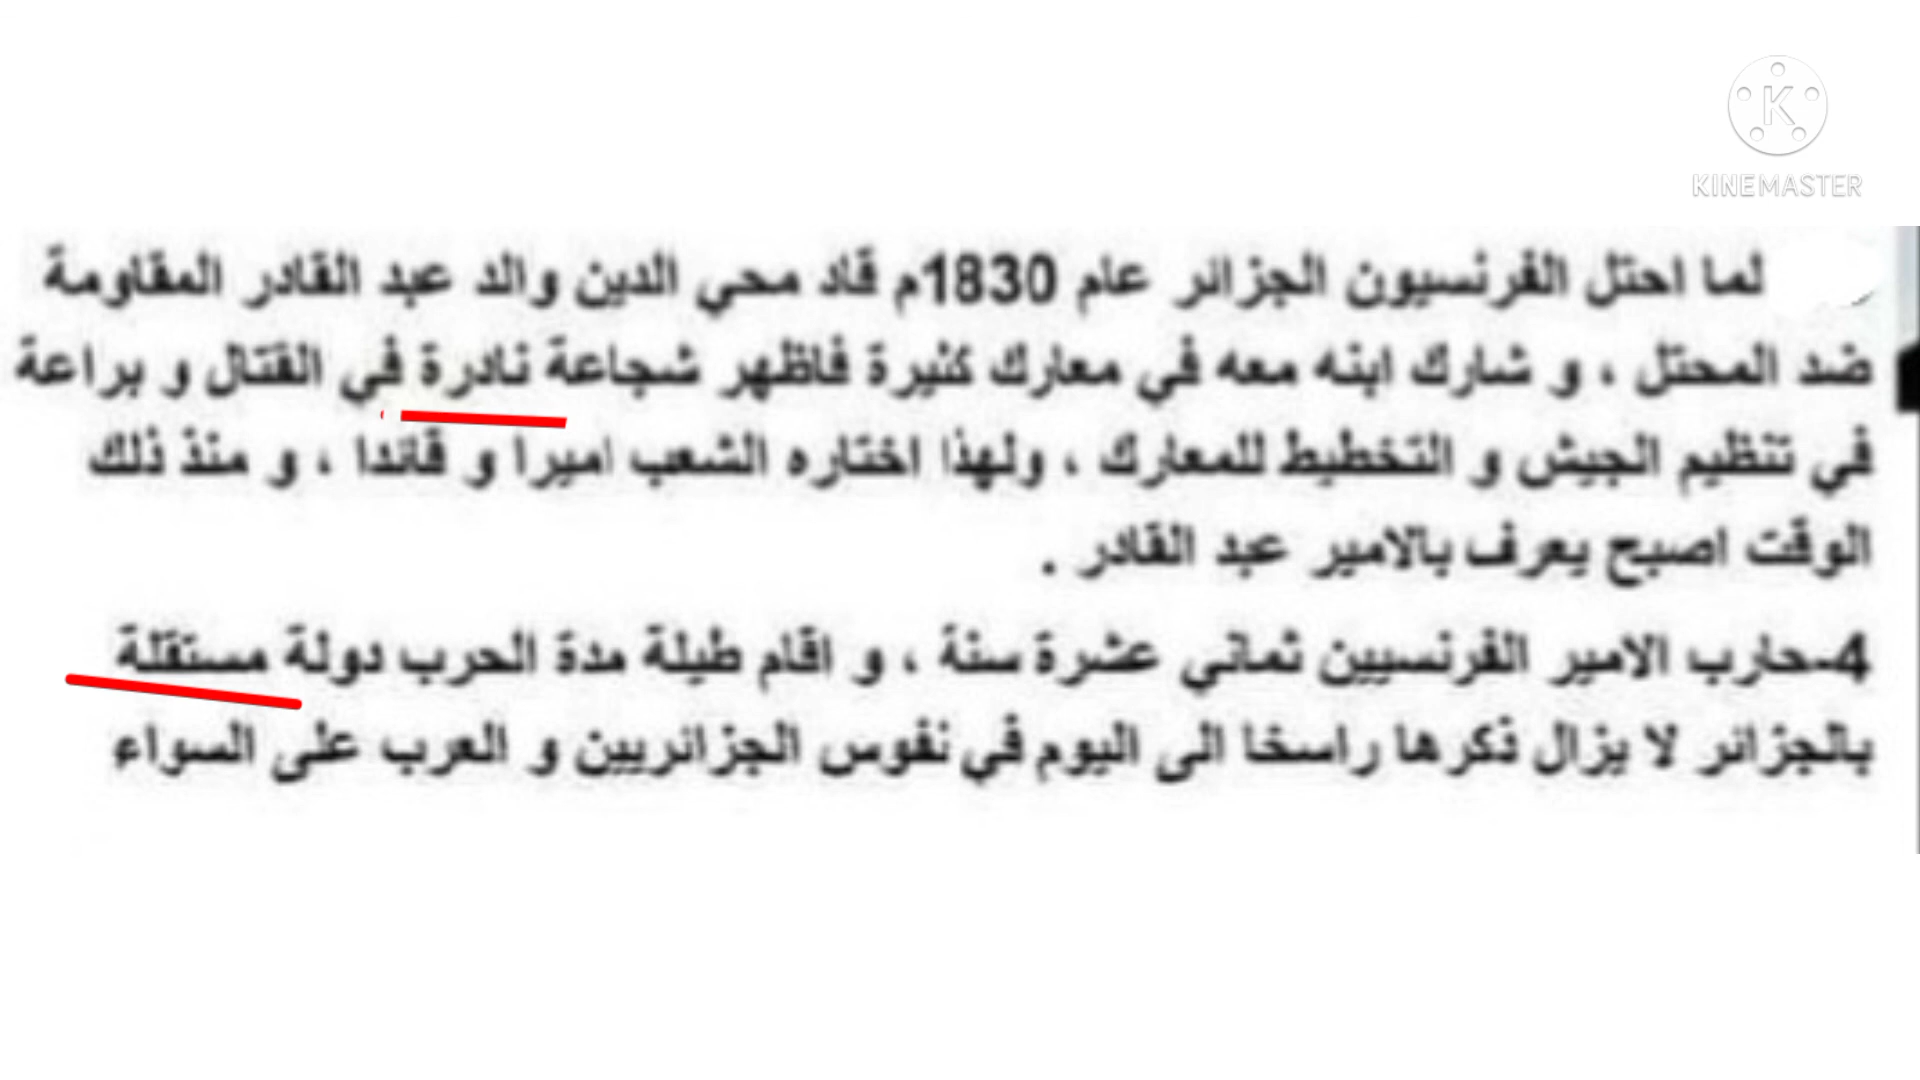 KINEMASTER
لما احتل الفرنسيون الجزائر عام 1830م قاد محي الدين والد عبد القادر المقاومة
ضد المحتل ، و شارك ابنه معه في معارك كثيرة فاظهر شجاعة نادرة في القتال و براعة
في تنظيم الجيش و التخطيط للمعارك ، ولهذا اختاره الشعب اميرا و قائدا ، و منذ ذلك
الوقت اصبح يعرف بالامير عبد القادر .
4-حارب الامير الفرنسيين ثماني عشرة سنة ، و اقام طيلة مدة الحرب دولة مستقلة
بالجزائر لا يزال ذكرها راسخا الى اليوم في نفوس الجزائريين و العرب على السواء